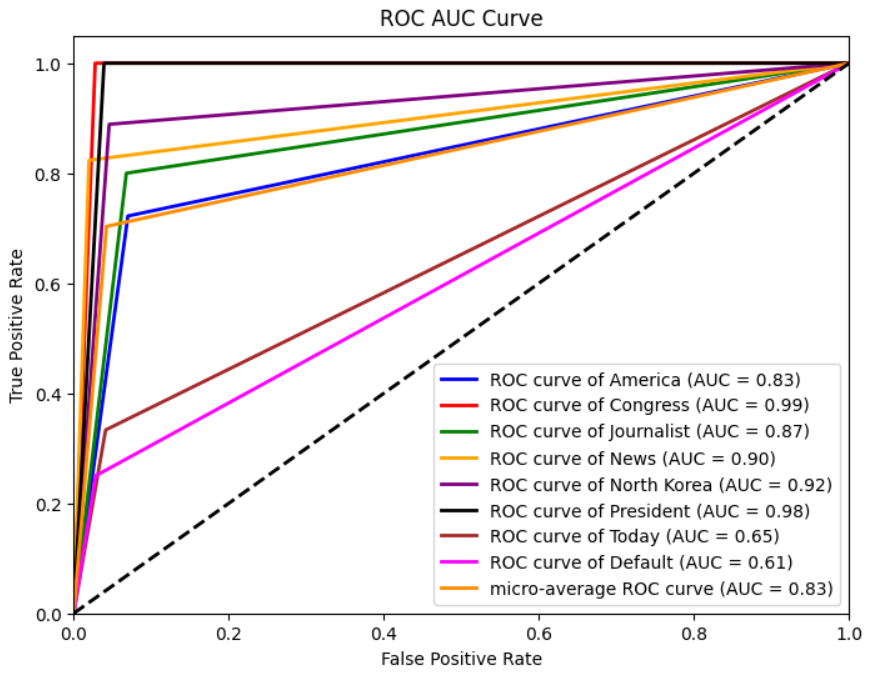 ROC AUC Curve
1.0
0.8
0.6
0.4
0.2
0.0
True Positive Rate
0.0 0.2 0.4 0.6 0.8 1.0
False Positive Rate
ROC curve of America (AUC = 0.83)
ROC curve of Congress (AUC = 0.99)
ROC curve of Journalist (AUC = 0.87)
ROC curve of News (AUC = 0.90)
ROC curve of North Korea (AUC = 0.92)
ROC curve of President (AUC = 0.98)
ROC curve of Today (AUC = 0.65)
ROC curve of Default (AUC = 0.61)
micro-average ROC curve (AUC = 0.83)